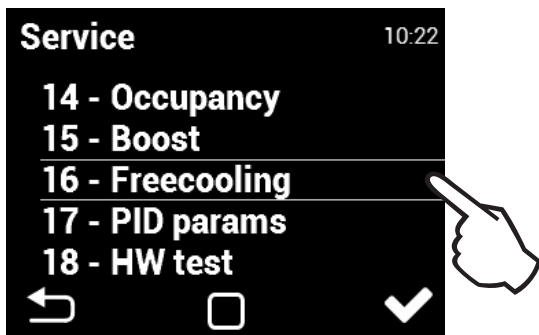 Service 10:22
14 - Occupancy
15 - Boost
16 - Freecooling
17 - PID params
18 - HW test